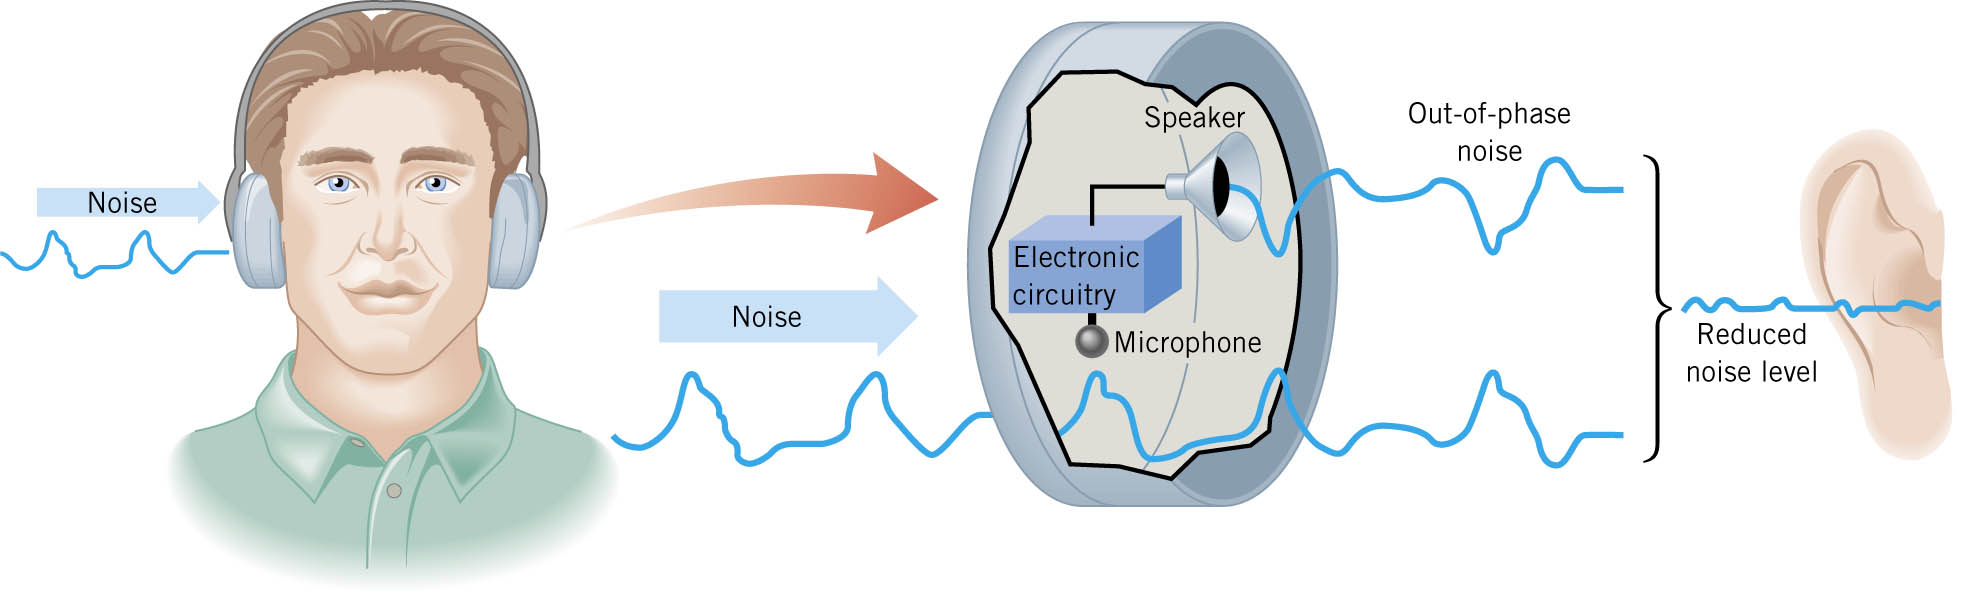 Noise
Noise
Speaker
Electronic
circuitry
Microphone
Out-of-phase
noise
Reduced
noise level